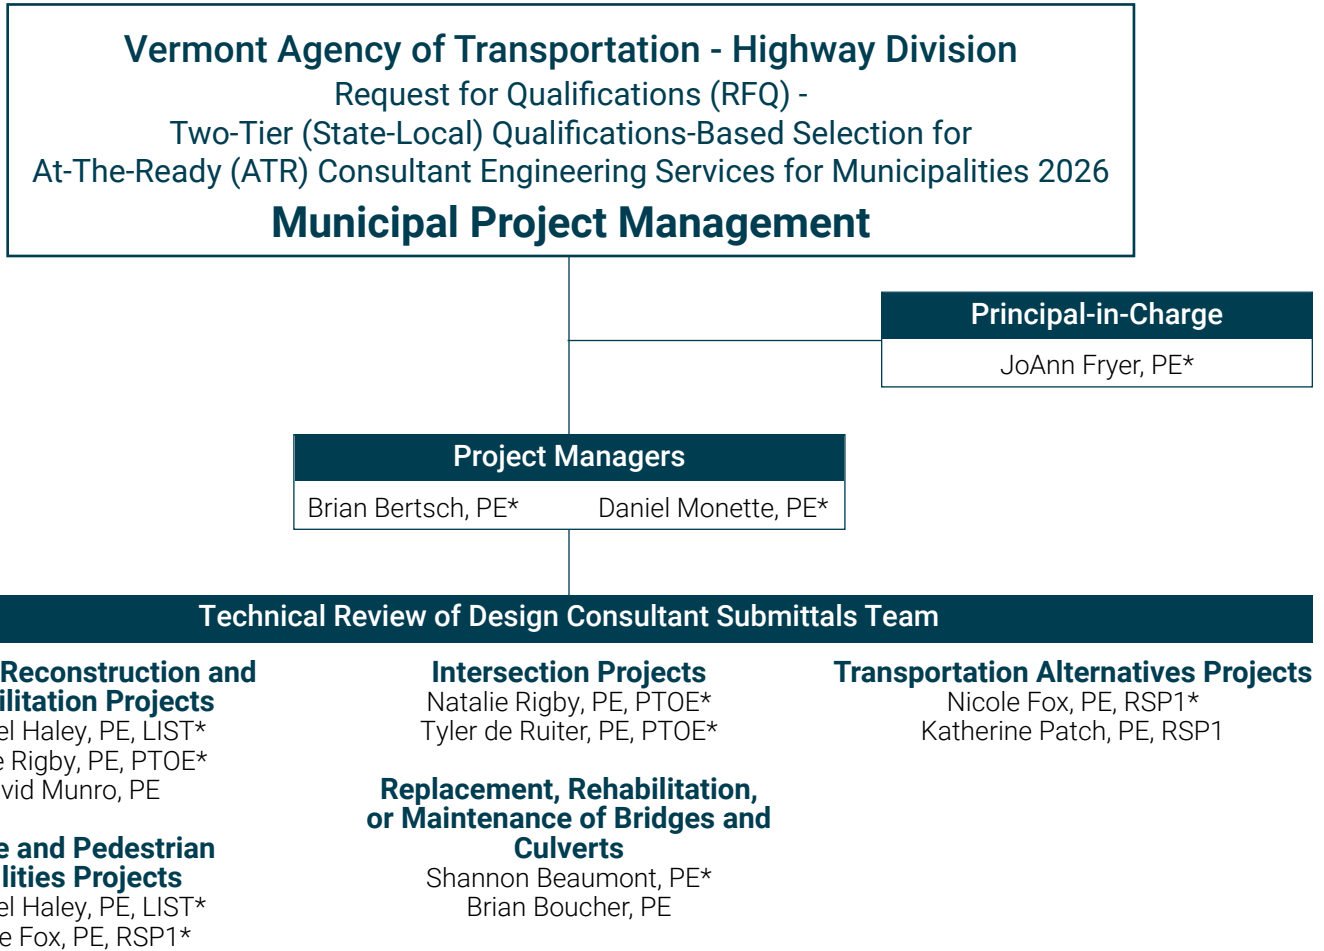 Vermont Agency of Transportation - Highway Division
Request for Qualifications (RFQ) -
Two-Tier (State-Local) Qualifications-Based Selection for
At-The-Ready (ATR) Consultant Engineering Services for Municipalities 2026
Municipal Project Management
Principal-in-Charge
JoAnn Fryer, PE*
Project Managers
Brian Bertsch, PE*
Daniel Monette, PE*
Technical Review of Design Consultant Submittals Team
Reconstruction and
Projects
Haley, PE, LIST*
Rigby, PE, PTOE*
Munro, PE
and Pedestrian
Projects
Haley, PE, LIST*
Fox, PE, RSP1*
Intersection Projects
Natalie Rigby, PE, PTOE*
Tyler de Ruiter, PE, PTOE*
Replacement, Rehabilitation,
or Maintenance of Bridges and
Culverts
Shannon Beaumont, PE*
Brian Boucher, PE
Transportation Alternatives Projects
Nicole Fox, PE, RSP1*
Katherine Patch, PE, RSP1